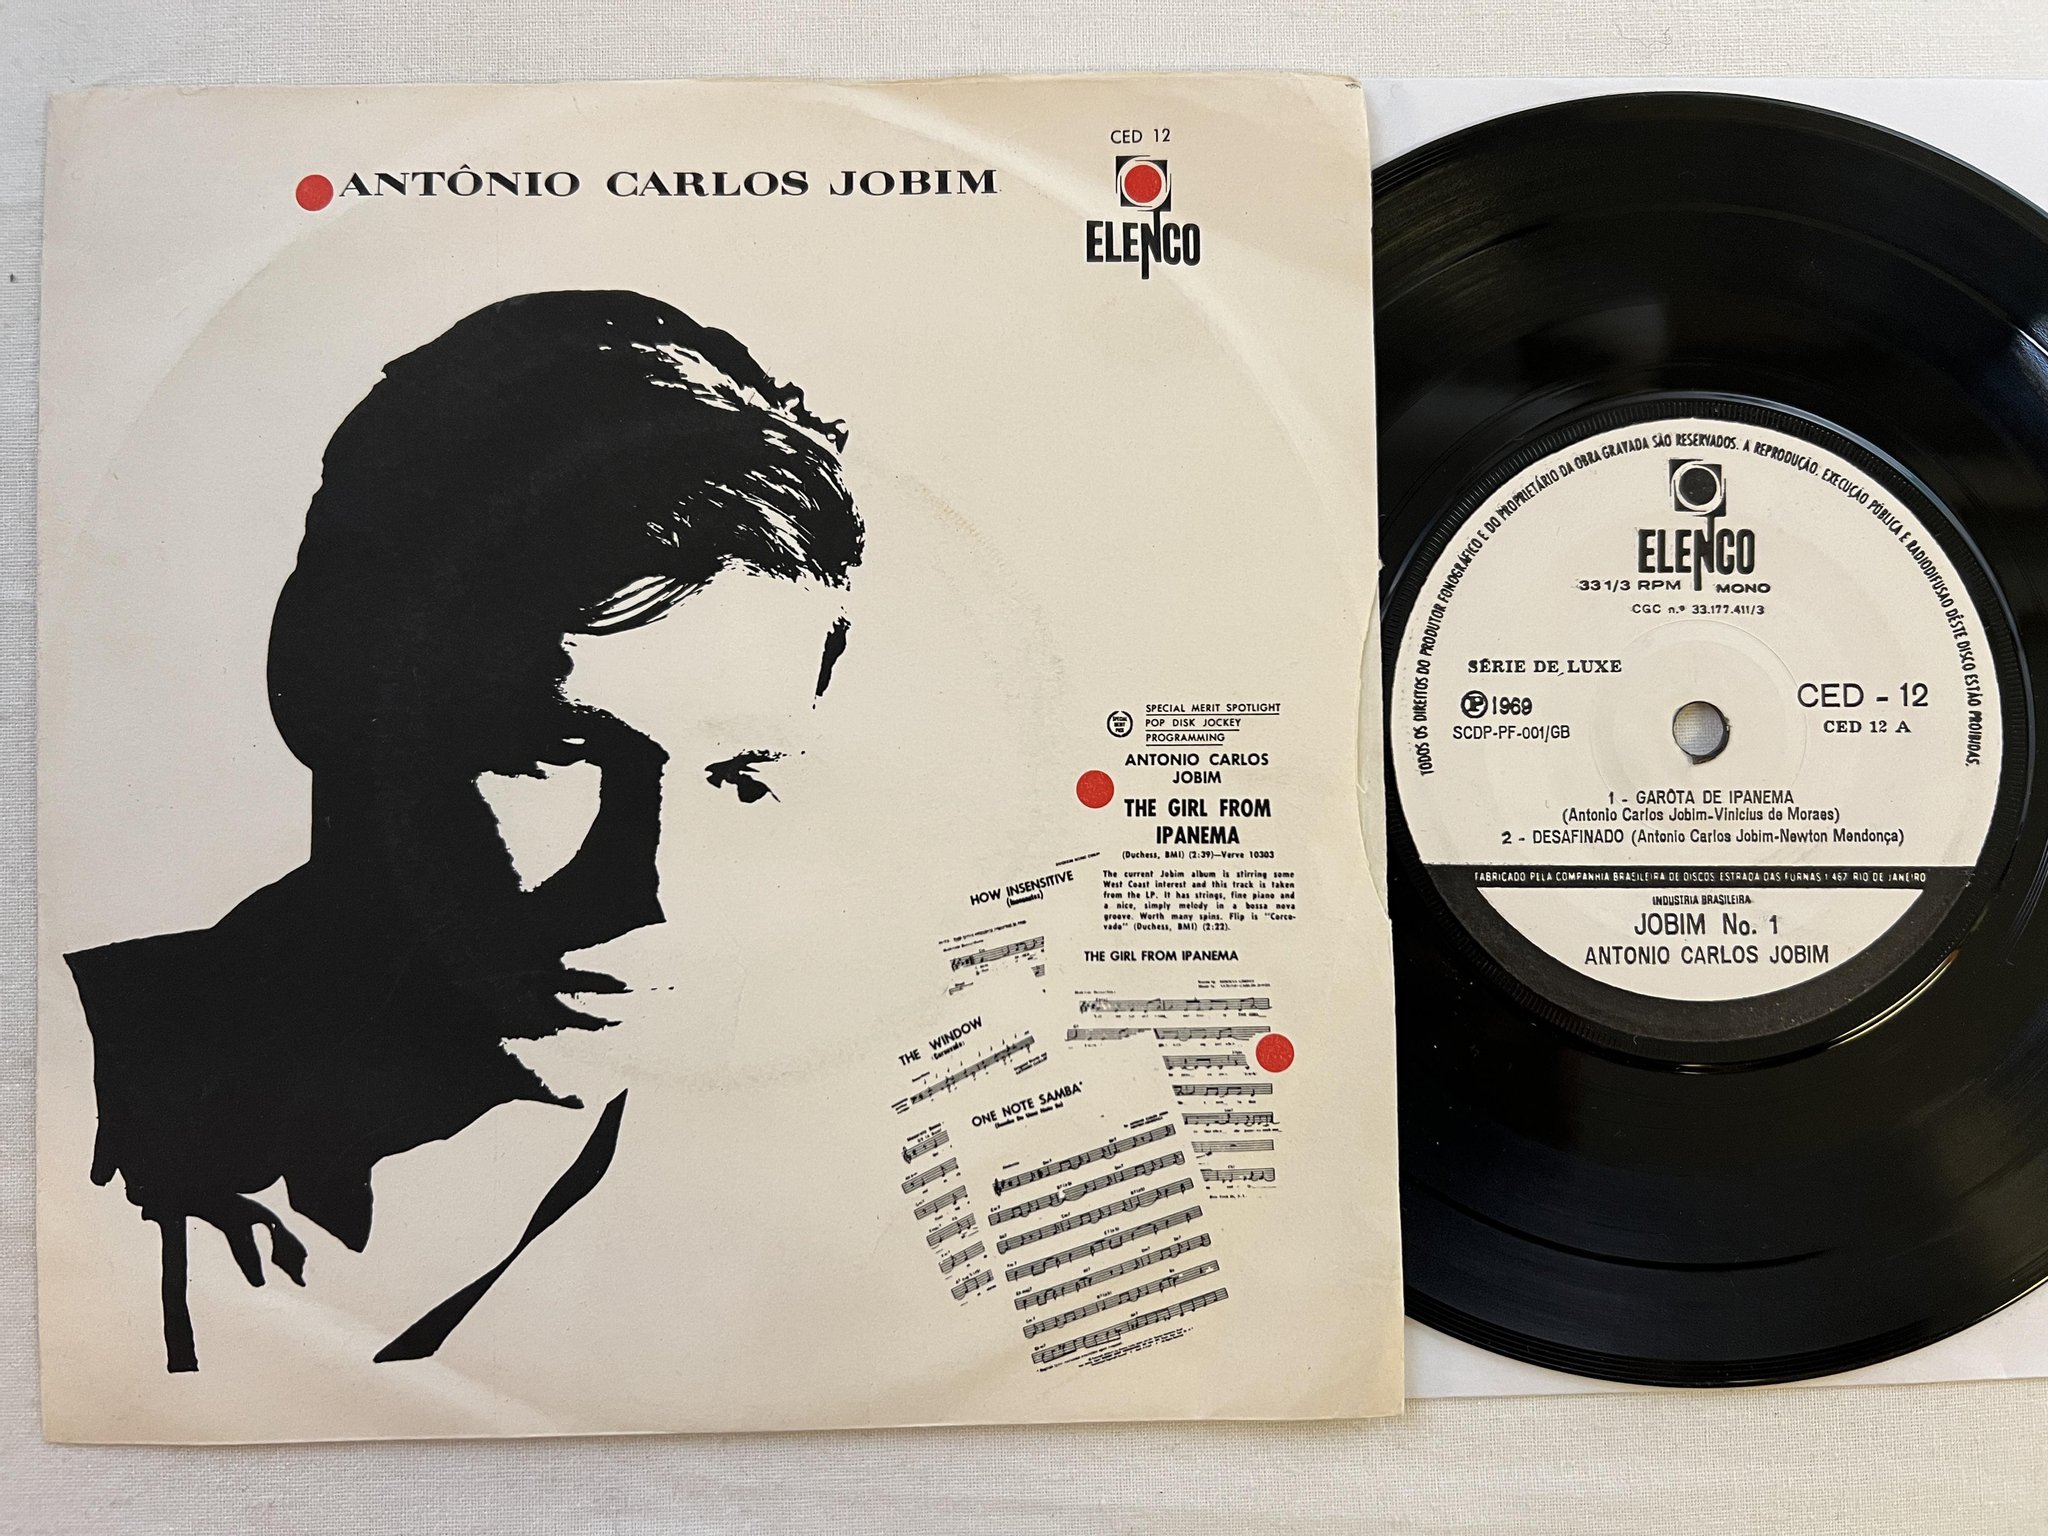 CED 12
ANTÔNIO CARLOS JOBIM
ELENCO
SPECIAL MERIT SPOTLIGHT
POP DISK JOCKEY
PROGRAMMING
ANTONIO CARLOS
JOBIM
THE GIRL FROM
IPANEMA
(Duchess, BMI) (2:39)—Verve 10303
The current Jobim album is stirring some
West Coast interest and this track is taken
from the LP. It has strings, fine piano and
a nice, simply melody in a bossa nova
groove. Worth many spins. Flip is "Corco-
vado" (Duchess, BMI) (2:22).
HOW INSENSITIVE
(Insensatez)
THE GIRL FROM IPANEMA
THE WINDOW
(Corcovado)
ONE NOTE SAMBA*
TODOS OS DIREITOS DO PRODUTOR FONOGRÁFICO E DO PROPRIETÁRIO DA OBRA GRAVADA SÃO RESERVADOS. A REPRODUÇÃO. EXECUÇÃO PÚBLICA E RADIODIFUSAO DÊSTE DISCO ESTÃO PROIBIDAS.
ELENCO
33 1/3 RPM MONO
CGC n.º 33.177.411/3
SÉRIE DE LUXE
Ⓟ 1969
SCDP-PF-001/GB
CED - 12
CED 12 A
1 - GARÔTA DE IPANEMA
(Antonio Carlos Jobim-Vinicius de Moraes)
2 - DESAFINADO (Antonio Carlos Jobim-Newton Mendonça)
FABRICADO PELA COMPANHIA BRASILEIRA DE DISCOS ESTRADA DAS FURNAS 1 467 RIO DE JANEIRO
INDUSTRIA BRASILEIRA
JOBIM No. 1
ANTONIO CARLOS JOBIM